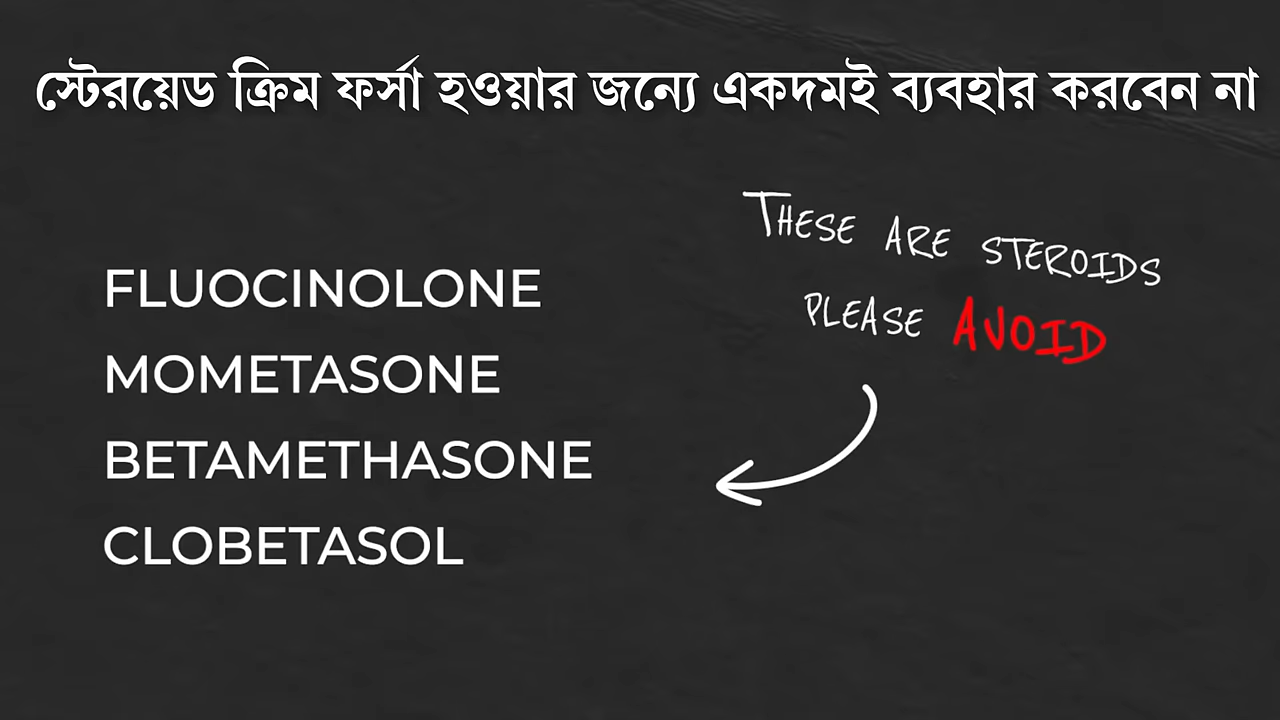 স্টেরয়েড ক্রিম ফর্সা হওয়ার জন্যে একদমই ব্যবহার করবেন না
THESE ARE STEROIDS
PLEASE AVOID
FLUOCINOLONE
MOMETASONE
BETAMETHASONE
CLOBETASOL